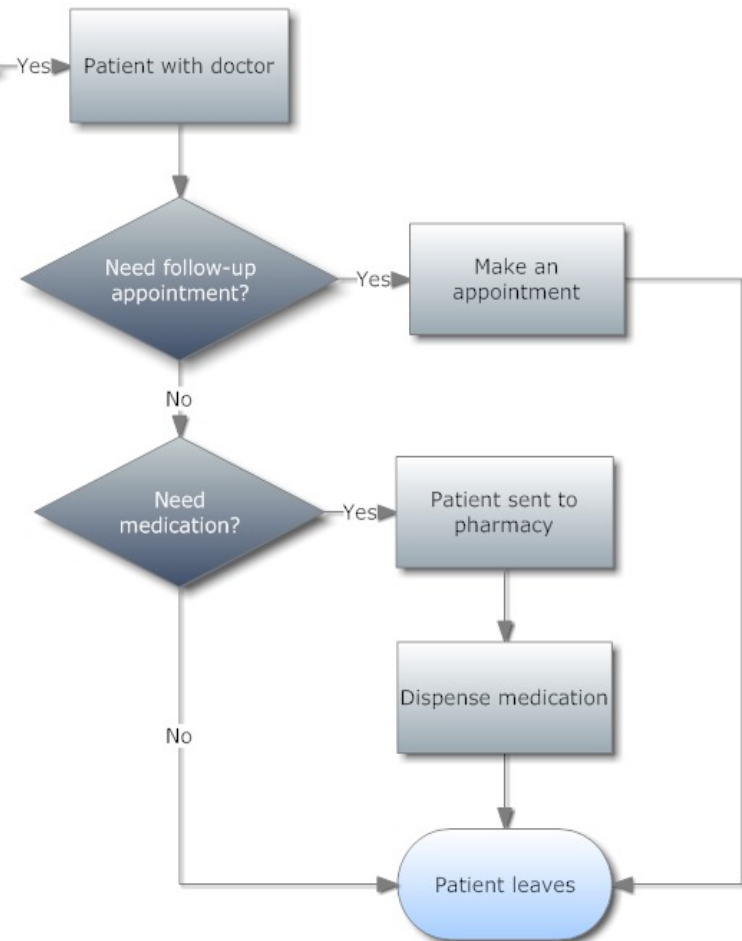 Yes
Patient with doctor
Need follow-up
appointment?
Yes
Make an
appointment
No
Need
medication?
Yes
Patient sent to
pharmacy
Dispense medication
No
Patient leaves